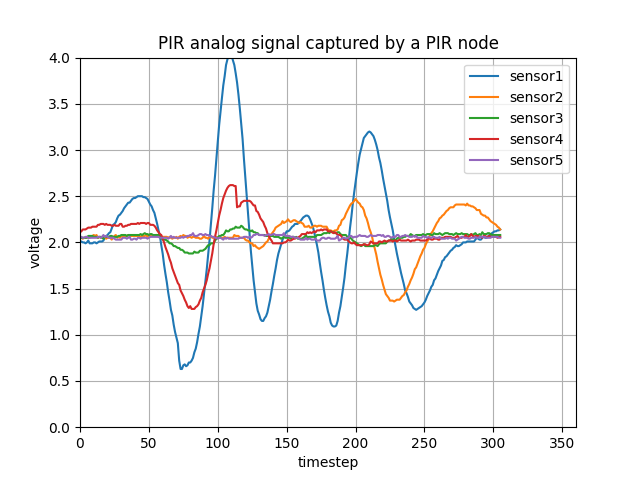 PIR analog signal captured by a PIR node
4.0
3.5
3.0
2.5
2.0
1.5
1.0
0.5
0.0
voltage
sensor1
sensor2
sensor3
sensor4
sensor5
0 50 100 150 200 250 300 350
timestep